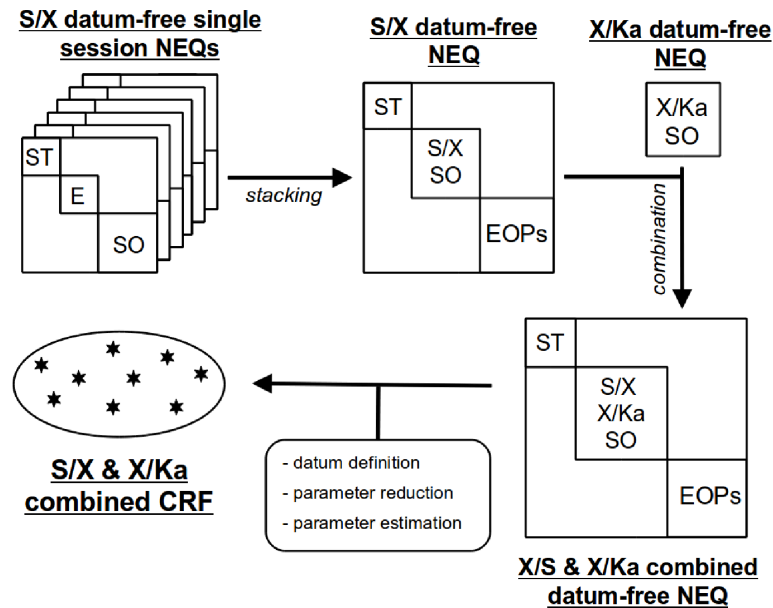 S/X datum-free single
session NEQs
ST
E
SO
stacking
S/X datum-free
NEQ
ST
S/X
SO
EOPs
X/Ka datum-free
NEQ
X/Ka
SO
combination
ST
S/X
X/Ka
SO
EOPs
X/S & X/Ka combined
datum-free NEQ
- datum definition
- parameter reduction
- parameter estimation
S/X & X/Ka
combined CRF